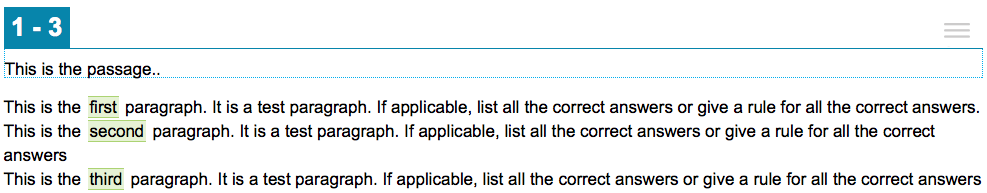 1 - 3
This is the passage..
This is the first paragraph. It is a test paragraph. If applicable, list all the correct answers or give a rule for all the correct answers.
This is the second paragraph. It is a test paragraph. If applicable, list all the correct answers or give a rule for all the correct
answers
This is the third paragraph. It is a test paragraph. If applicable, list all the correct answers or give a rule for all the correct answers